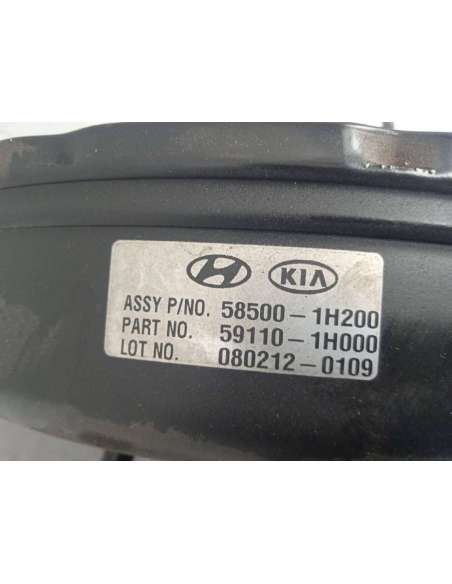 KIA
ASSY P/NO. 58500-1H200
PART NO. 59110-1H000
LOT NO. 080212-0109